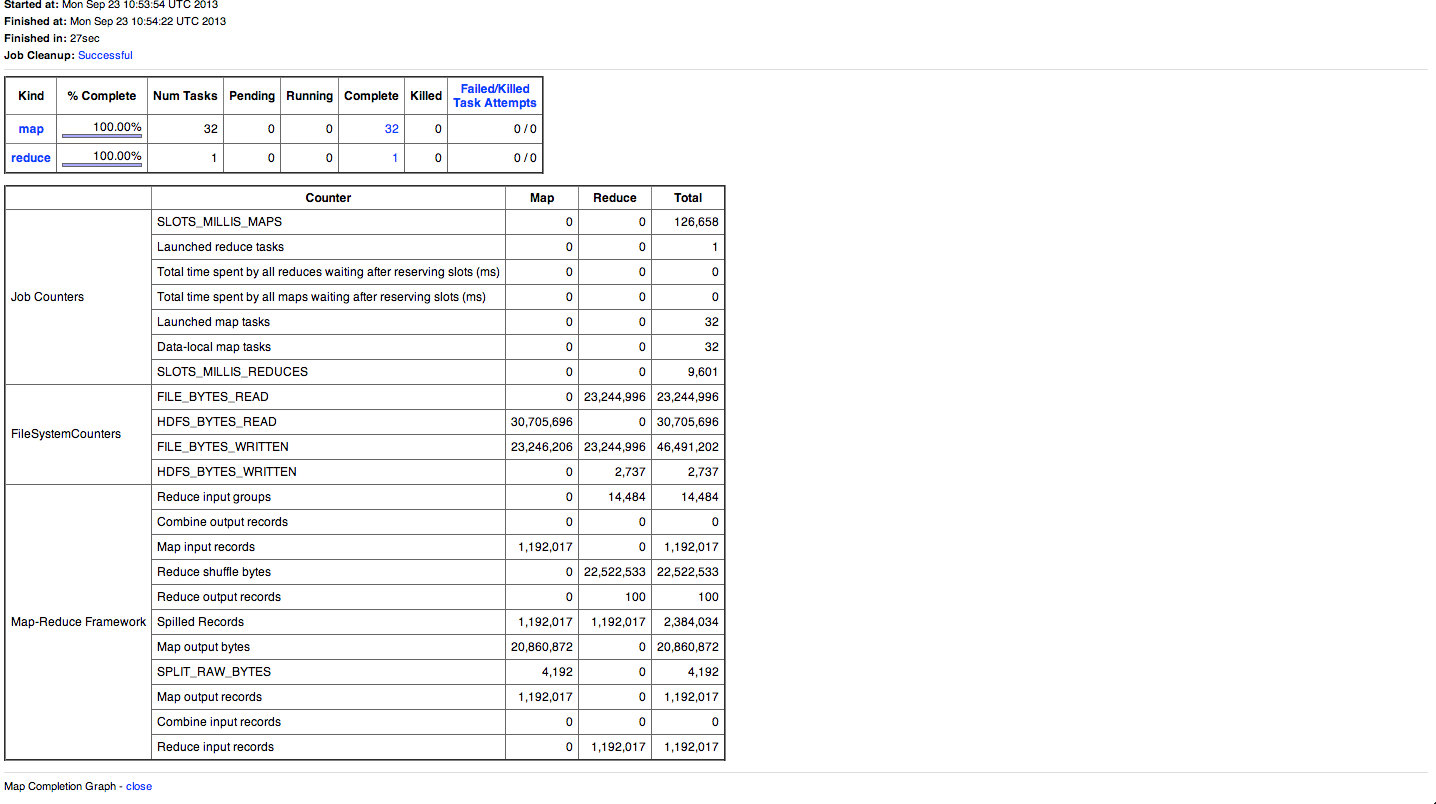 Started at: Mon Sep 23 10:53:54 UTC 2013
Finished at: Mon Sep 23 10:54:22 UTC 2013
Finished in: 27sec
Job Cleanup: Successful
Kind % Complete Num Tasks Pending Running Complete Killed Failed/Killed Task Attempts
map 100.00% 32 0 0 32 0 0 / 0
reduce 100.00% 1 0 0 1 0 0 / 0
Counter Map Reduce Total
Job Counters
SLOTS_MILLIS_MAPS 0 0 126,658
Launched reduce tasks 0 0 1
Total time spent by all reduces waiting after reserving slots (ms) 0 0 0
Total time spent by all maps waiting after reserving slots (ms) 0 0 0
Launched map tasks 0 0 32
Data-local map tasks 0 0 32
SLOTS_MILLIS_REDUCES 0 0 9,601
FileSystemCounters
FILE_BYTES_READ 0 23,244,996 23,244,996
HDFS_BYTES_READ 30,705,696 0 30,705,696
FILE_BYTES_WRITTEN 23,246,206 23,244,996 46,491,202
HDFS_BYTES_WRITTEN 0 2,737 2,737
Map-Reduce Framework
Reduce input groups 0 14,484 14,484
Combine output records 0 0 0
Map input records 1,192,017 0 1,192,017
Reduce shuffle bytes 0 22,522,533 22,522,533
Reduce output records 0 100 100
Spilled Records 1,192,017 1,192,017 2,384,034
Map output bytes 20,860,872 0 20,860,872
SPLIT_RAW_BYTES 4,192 0 4,192
Map output records 1,192,017 0 1,192,017
Combine input records 0 0 0
Reduce input records 0 1,192,017 1,192,017
Map Completion Graph - close